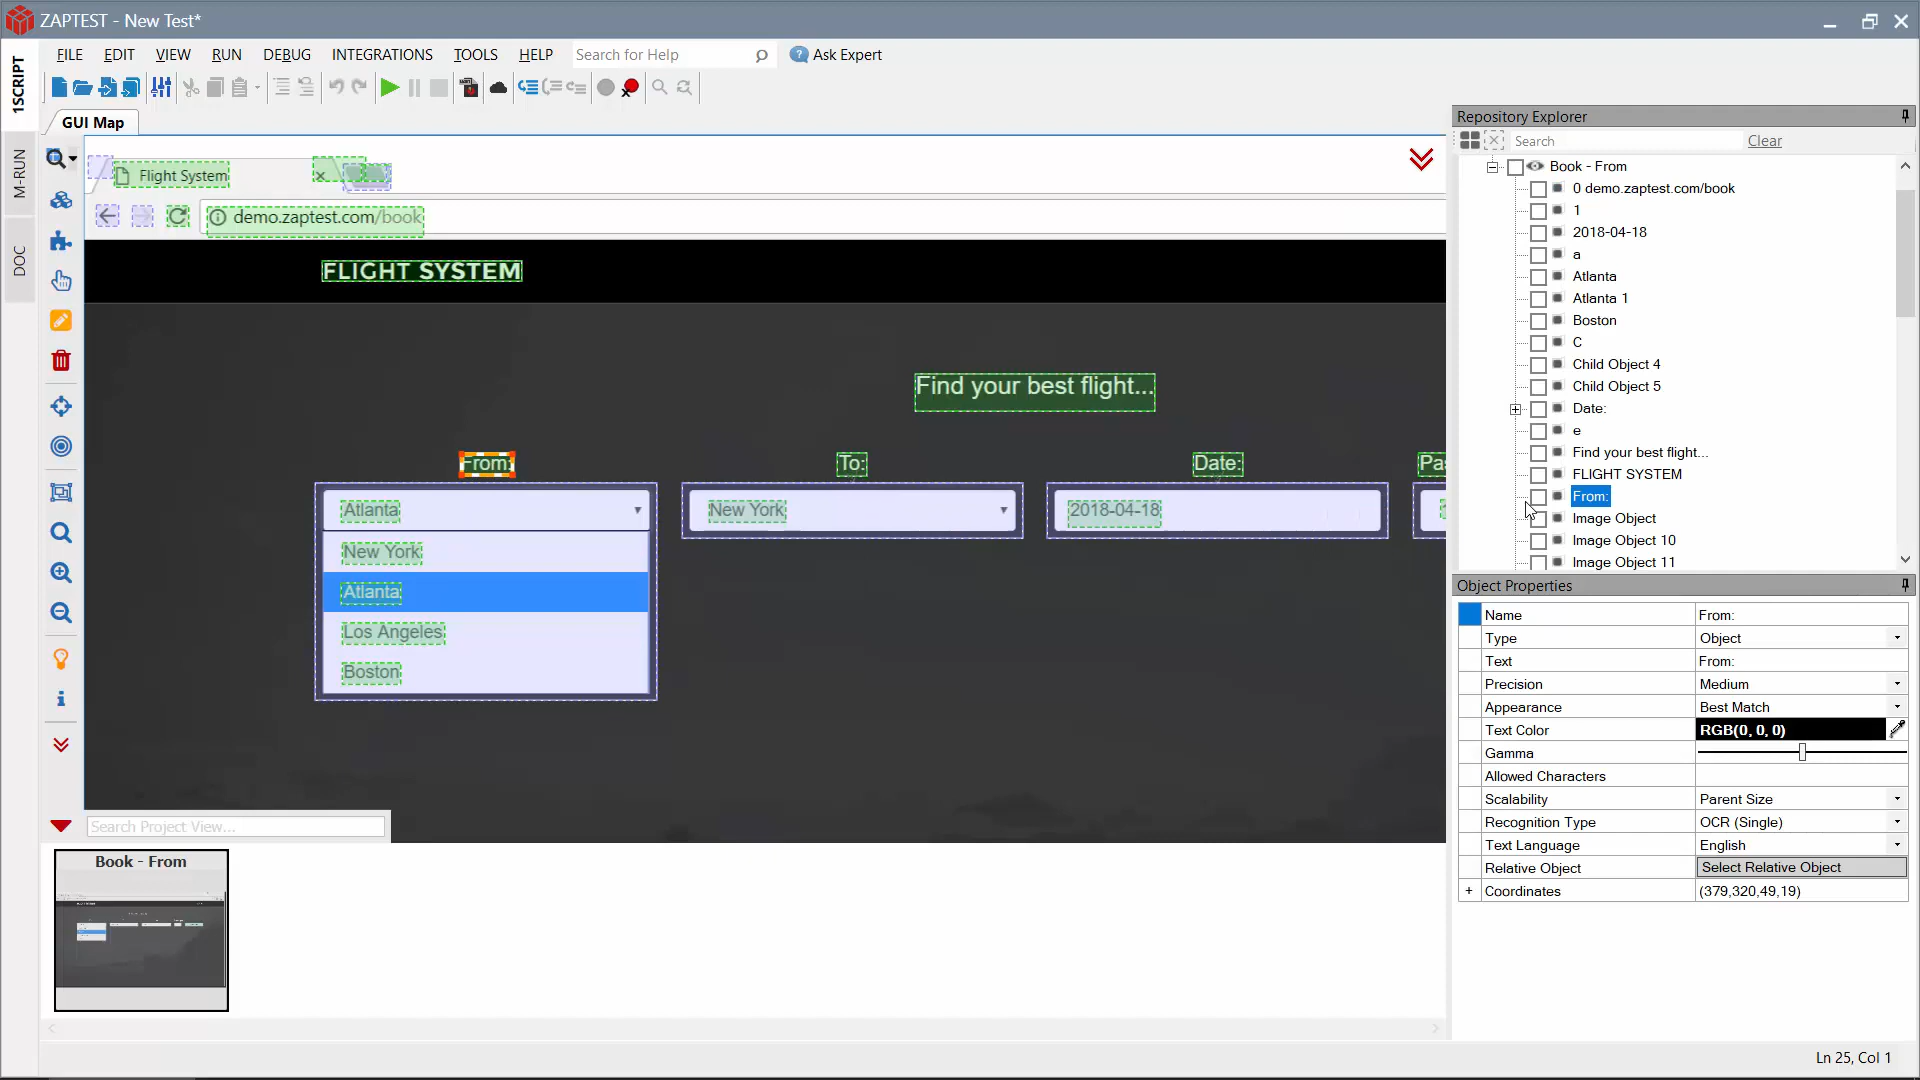 ZAPTEST - New Test*
FILE EDIT VIEW RUN DEBUG INTEGRATIONS TOOLS HELP Search for Help ? Ask Expert
1SCRIPT
M-RUN
DOC
GUI Map
Flight System
demo.zaptest.com/book
FLIGHT SYSTEM
Find your best flight...
From: To: Date: Pas
Atlanta New York 2018-04-18
New York
Atlanta
Los Angeles
Boston
Search Project View...
Book - From
Repository Explorer
Search Clear
Book - From
0 demo.zaptest.com/book
1
2018-04-18
a
Atlanta
Atlanta 1
Boston
C
Child Object 4
Child Object 5
Date:
e
Find your best flight...
FLIGHT SYSTEM
From:
Image Object
Image Object 10
Image Object 11
Object Properties
Name From:
Type Object
Text From:
Precision Medium
Appearance Best Match
Text Color RGB(0, 0, 0)
Gamma
Allowed Characters
Scalability Parent Size
Recognition Type OCR (Single)
Text Language English
Relative Object Select Relative Object
Coordinates (379,320,49,19)
Ln 25, Col 1